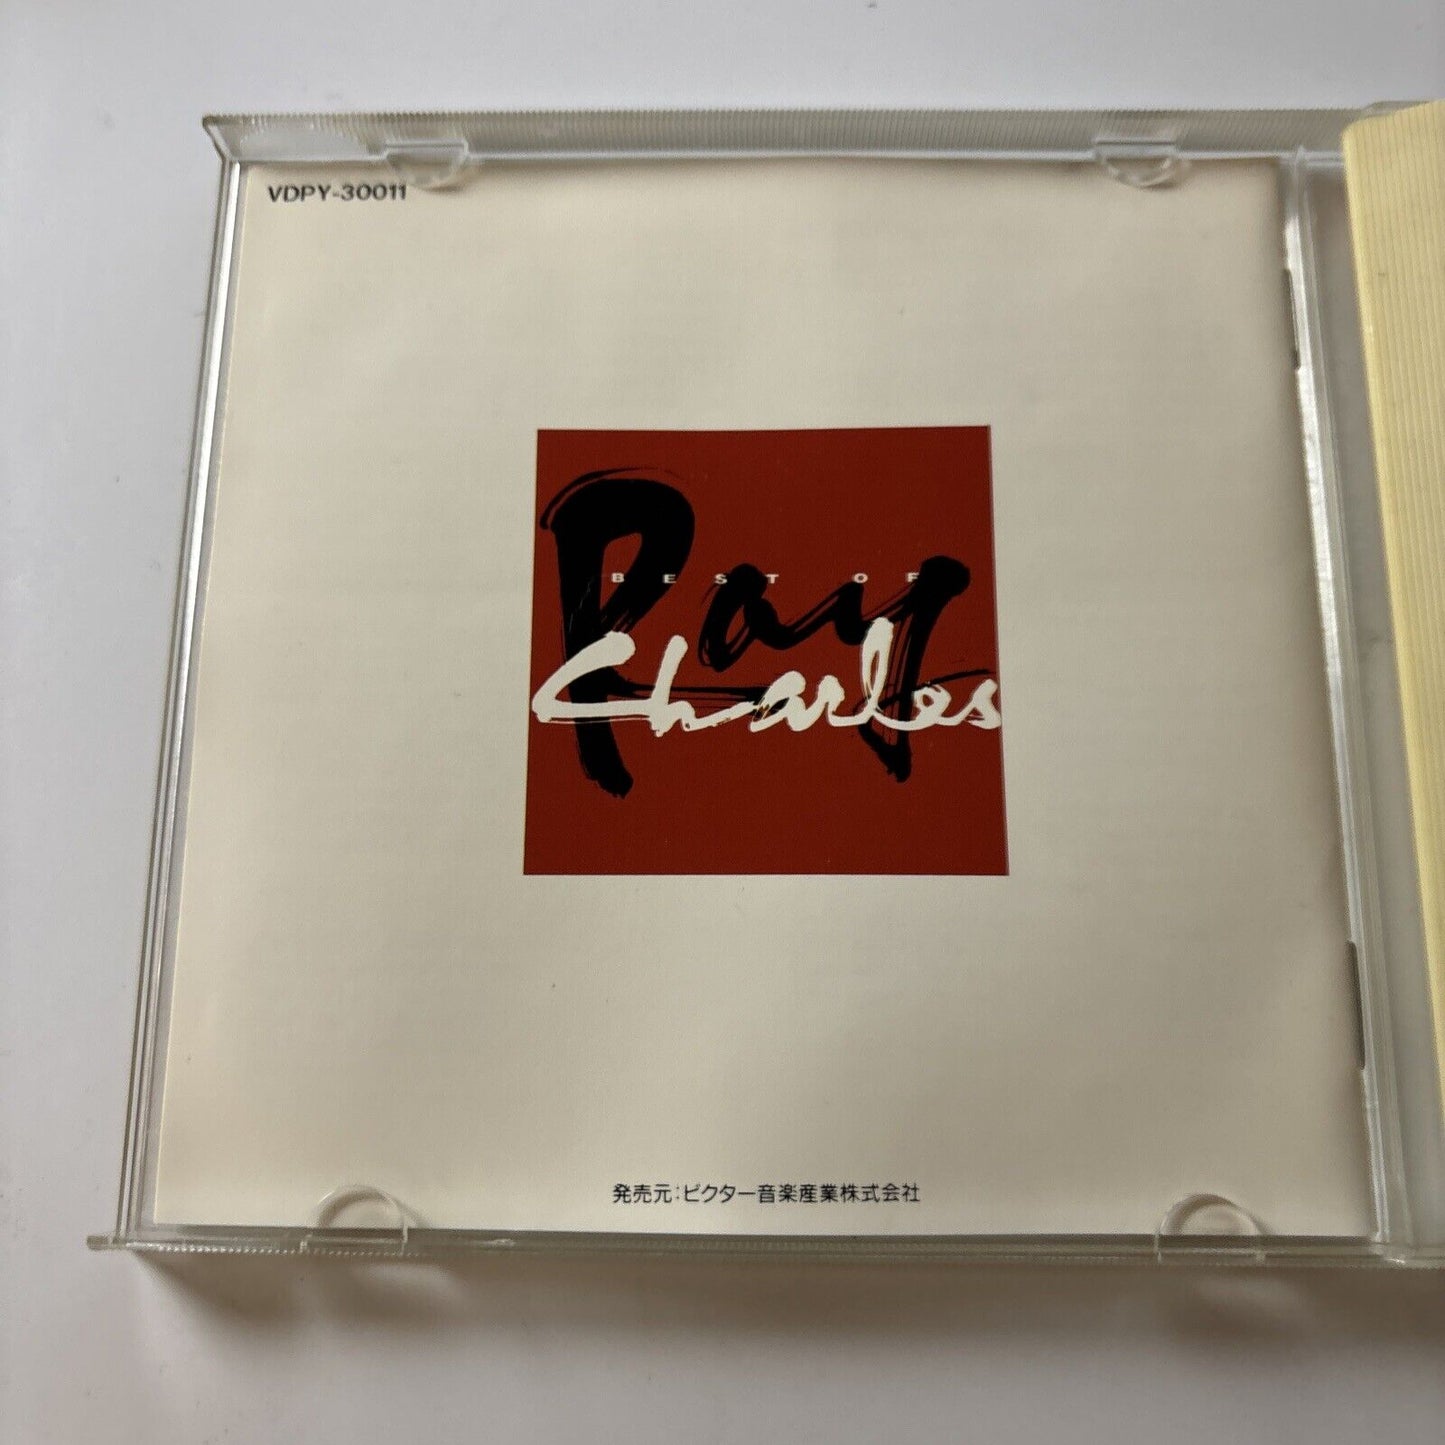 VDPY-30011
BEST OF
Ray
Charles
発売元:ビクター音楽産業株式会社